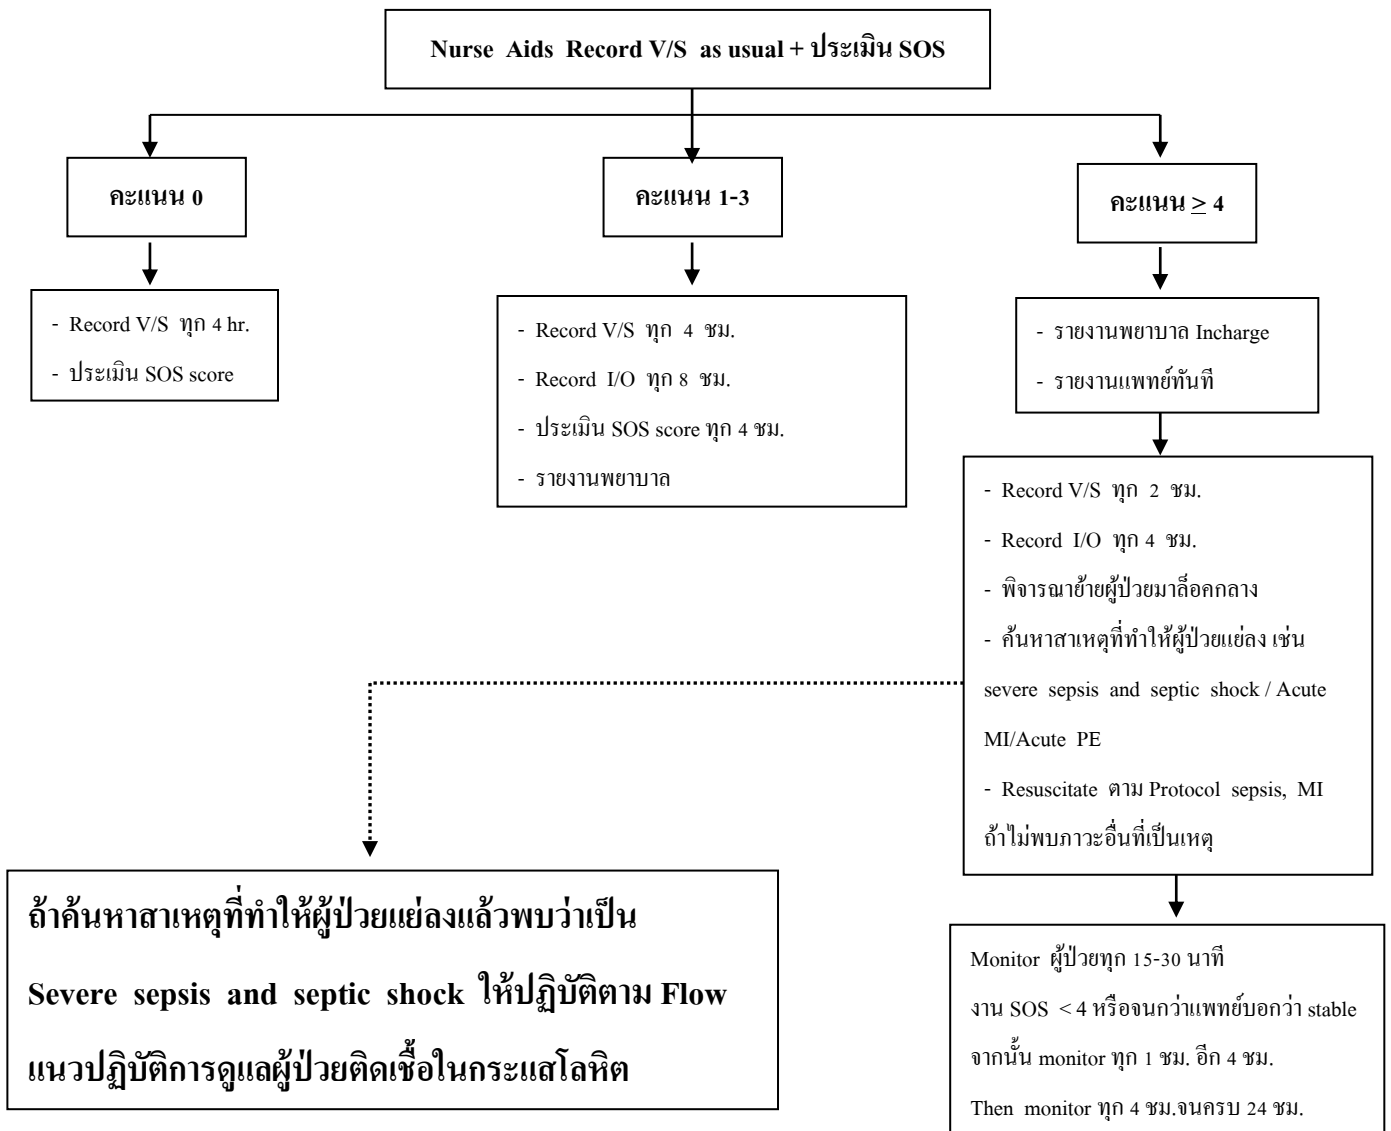 Nurse Aids Record V/S as usual + ประเมิน SOS
คะแนน 0
คะแนน 1-3
คะแนน ≥ 4
- Record V/S ทุก 4 hr.
- ประเมิน SOS score
- Record V/S ทุก 4 ชม.
- Record I/O ทุก 8 ชม.
- ประเมิน SOS score ทุก 4 ชม.
- รายงานพยาบาล
- รายงานพยาบาล Incharge
- รายงานแพทย์ทันที
- Record V/S ทุก 2 ชม.
- Record I/O ทุก 4 ชม.
- พิจารณาย้ายผู้ป่วยมาล็อคกลาง
- ค้นหาสาเหตุที่ทำให้ผู้ป่วยแย่ลง เช่น
severe sepsis and septic shock / Acute
MI/Acute PE
- Resuscitate ตาม Protocol sepsis, MI
ถ้าไม่พบภาวะอื่นที่เป็นเหตุ
ถ้าค้นหาสาเหตุที่ทำให้ผู้ป่วยแย่ลงแล้วพบว่าเป็น
Severe sepsis and septic shock ให้ปฏิบัติตาม Flow
แนวปฏิบัติการดูแลผู้ป่วยติดเชื้อในกระแสโลหิต
Monitor ผู้ป่วยทุก 15-30 นาที
งาน SOS < 4 หรือจนกว่าแพทย์บอกว่า stable
จากนั้น monitor ทุก 1 ชม. อีก 4 ชม.
Then monitor ทุก 4 ชม.จนครบ 24 ชม.